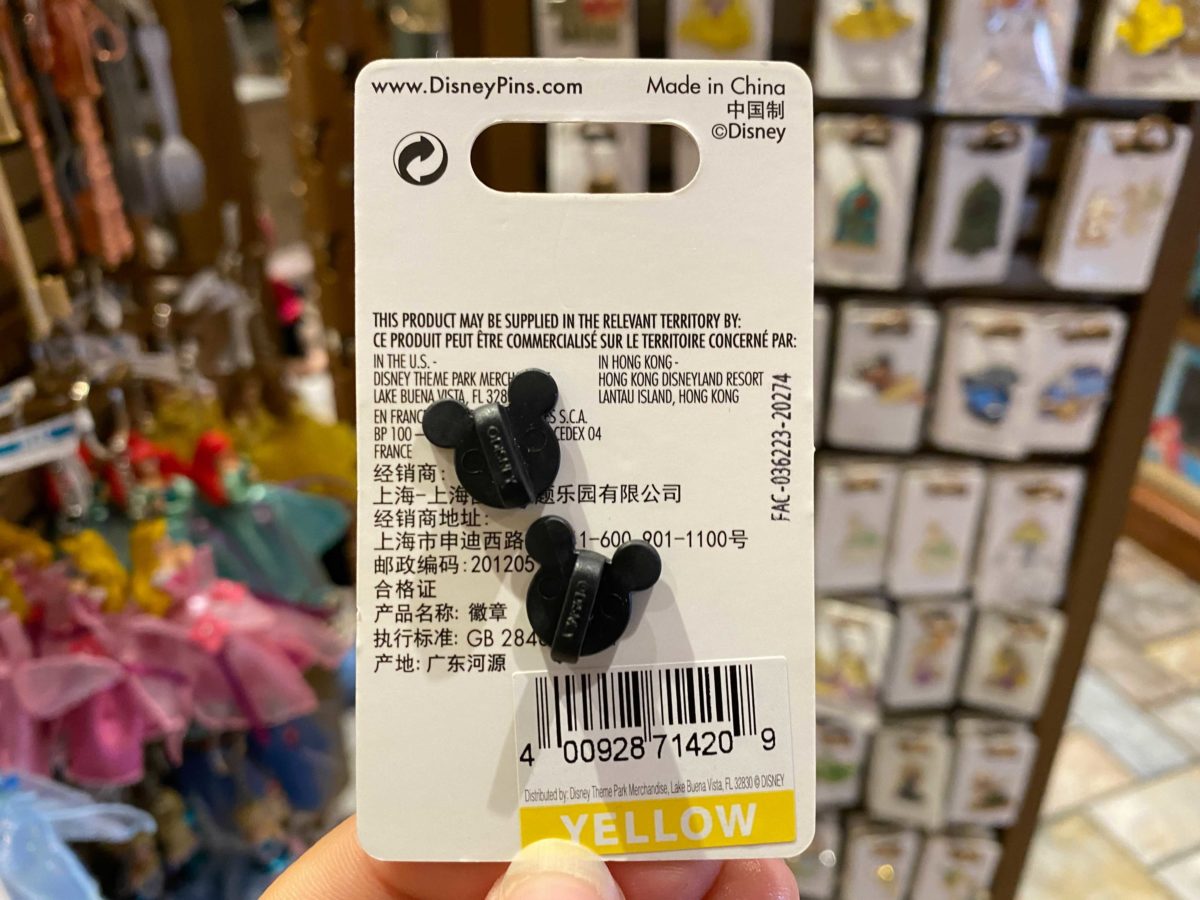 www.DisneyPins.com
Made in China
中国制
©Disney
THIS PRODUCT MAY BE SUPPLIED IN THE RELEVANT TERRITORY BY:
CE PRODUIT PEUT ÊTRE COMMERCIALISÉ SUR LE TERRITOIRE CONCERNÉ PAR:
IN THE U.S. -
DISNEY THEME PARK
LAKE BUENA VISTA, FL
IN HONG KONG -
HONG KONG DISNEYLAND RESORT
LANTAU ISLAND, HONG KONG
EN S.C.A.
BP 100 CEDEX 04
FRANCE
FAC-036223-20274
经销商:
上海-上海 乐园有限公司
经销商地址:
上海市申迪西路 901-1100号
邮政编码: 201205
合格证
产品名称: 徽章
执行标准: GB
产地: 广东河源
DISNEY
DISNEY
4 00928 71420 9
Distributed by: Disney Theme Park Merchandise, Lake Buena Vista, FL 32830 © DISNEY
YELLOW